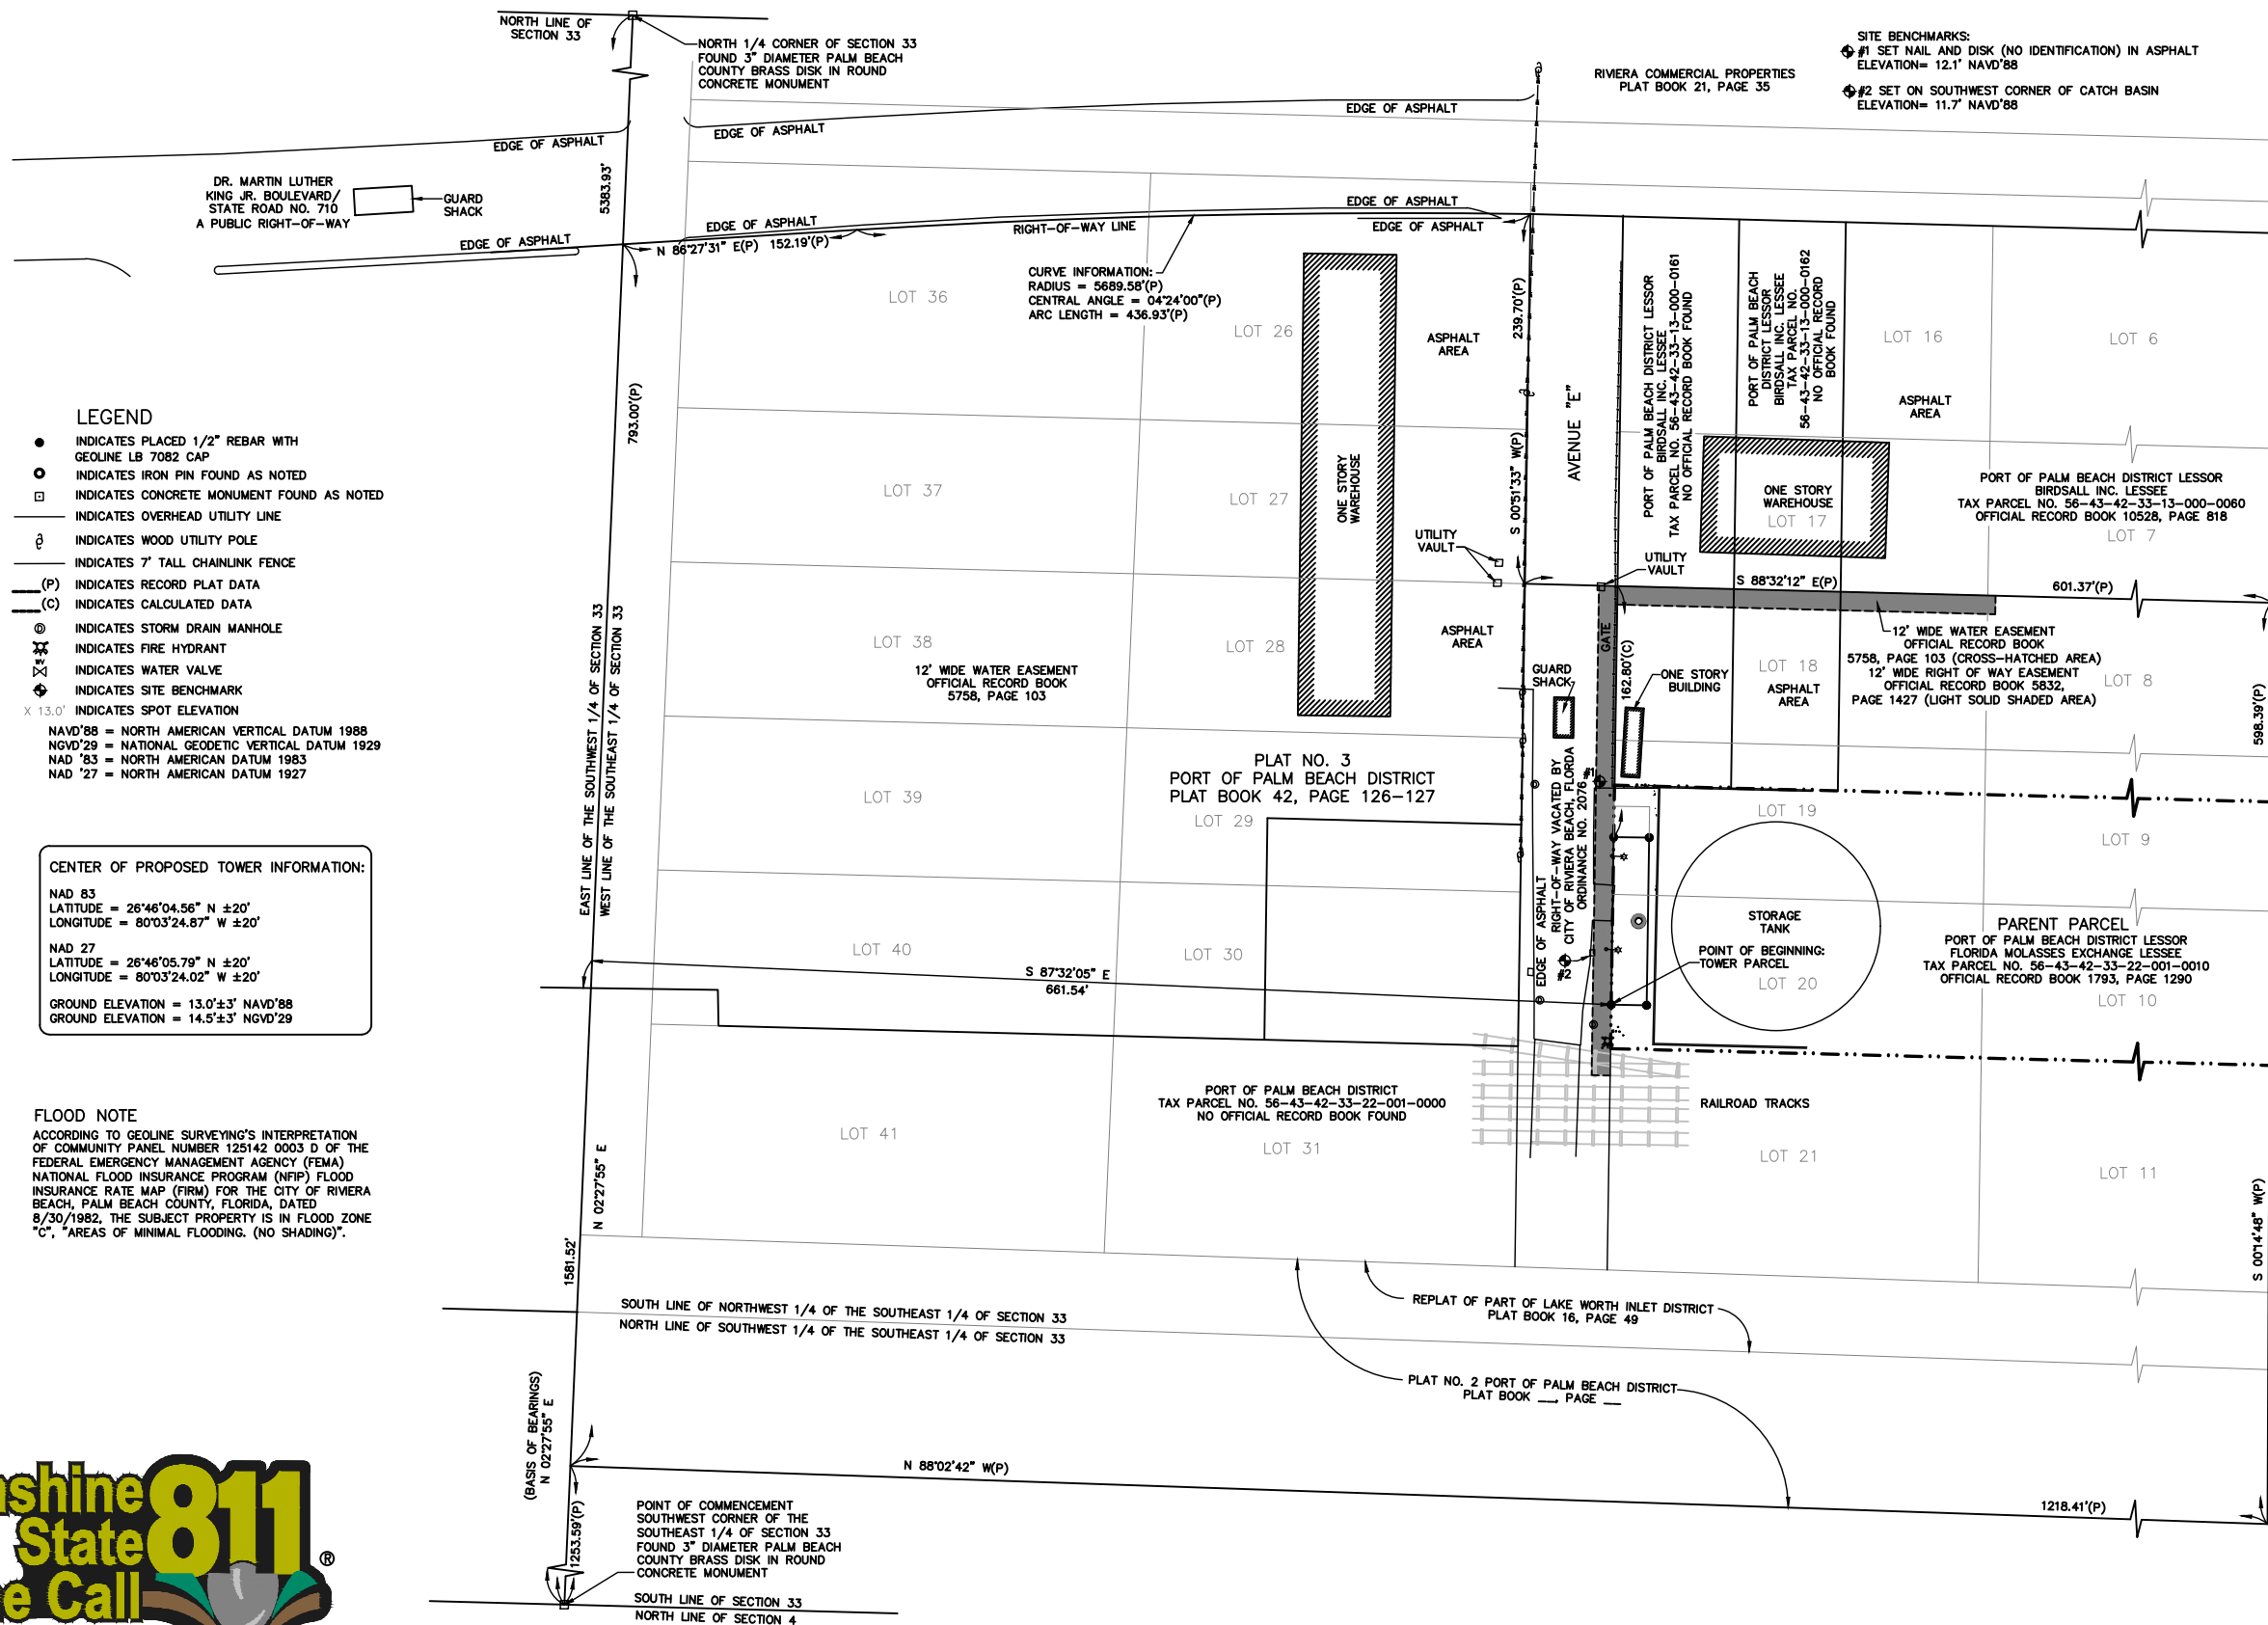 NORTH LINE OF
SECTION 33
NORTH 1/4 CORNER OF SECTION 33
FOUND 3" DIAMETER PALM BEACH
COUNTY BRASS DISK IN ROUND
CONCRETE MONUMENT
RIVIERA COMMERCIAL PROPERTIES
PLAT BOOK 21, PAGE 35
SITE BENCHMARKS:
#1 SET NAIL AND DISK (NO IDENTIFICATION) IN ASPHALT
ELEVATION= 12.1' NAVD'88
#2 SET ON SOUTHWEST CORNER OF CATCH BASIN
ELEVATION= 11.7' NAVD'88
EDGE OF ASPHALT
EDGE OF ASPHALT
EDGE OF ASPHALT
DR. MARTIN LUTHER
KING JR. BOULEVARD/
STATE ROAD NO. 710
A PUBLIC RIGHT-OF-WAY
GUARD
SHACK
5383.93'
EDGE OF ASPHALT
EDGE OF ASPHALT
EDGE OF ASPHALT
EDGE OF ASPHALT
N 86°27'31" E(P) 152.19'(P)
RIGHT-OF-WAY LINE
CURVE INFORMATION:
RADIUS = 5689.58'(P)
CENTRAL ANGLE = 04°24'00"(P)
ARC LENGTH = 436.93'(P)
LOT 36
LOT 26
ASPHALT
AREA
239.70'(P)
S 00°51'33" W(P)
AVENUE "E"
PORT OF PALM BEACH DISTRICT LESSOR
BIRDSALL INC. LESSEE
TAX PARCEL NO. 56-43-42-33-13-000-0161
NO OFFICIAL RECORD BOOK FOUND
PORT OF PALM BEACH
DISTRICT LESSOR
BIRDSALL INC. LESSEE
TAX PARCEL NO.
56-43-42-33-13-000-0162
NO OFFICIAL RECORD
BOOK FOUND
LOT 16
ASPHALT
AREA
LOT 6
793.00'(P)
LEGEND
INDICATES PLACED 1/2" REBAR WITH
GEOLINE LB 7082 CAP
INDICATES IRON PIN FOUND AS NOTED
INDICATES CONCRETE MONUMENT FOUND AS NOTED
INDICATES OVERHEAD UTILITY LINE
INDICATES WOOD UTILITY POLE
INDICATES 7' TALL CHAINLINK FENCE
(P) INDICATES RECORD PLAT DATA
(C) INDICATES CALCULATED DATA
INDICATES STORM DRAIN MANHOLE
INDICATES FIRE HYDRANT
WV INDICATES WATER VALVE
INDICATES SITE BENCHMARK
X 13.0' INDICATES SPOT ELEVATION
NAVD'88 = NORTH AMERICAN VERTICAL DATUM 1988
NGVD'29 = NATIONAL GEODETIC VERTICAL DATUM 1929
NAD '83 = NORTH AMERICAN DATUM 1983
NAD '27 = NORTH AMERICAN DATUM 1927
LOT 37
LOT 27
ONE STORY
WAREHOUSE
UTILITY
VAULT
UTILITY
VAULT
ONE STORY
WAREHOUSE
LOT 17
PORT OF PALM BEACH DISTRICT LESSOR
BIRDSALL INC. LESSEE
TAX PARCEL NO. 56-43-42-33-13-000-0060
OFFICIAL RECORD BOOK 10528, PAGE 818
LOT 7
S 88°32'12" E(P)
601.37'(P)
EAST LINE OF THE SOUTHWEST 1/4 OF SECTION 33
WEST LINE OF THE SOUTHEAST 1/4 OF SECTION 33
LOT 38
12' WIDE WATER EASEMENT
OFFICIAL RECORD BOOK
5758, PAGE 103
LOT 28
ASPHALT
AREA
GUARD
SHACK
GATE
162.80'(C)
ONE STORY
BUILDING
LOT 18
ASPHALT
AREA
12' WIDE WATER EASEMENT
OFFICIAL RECORD BOOK
5758, PAGE 103 (CROSS-HATCHED AREA)
12' WIDE RIGHT OF WAY EASEMENT
OFFICIAL RECORD BOOK 5832,
PAGE 1427 (LIGHT SOLID SHADED AREA)
LOT 8
598.39'(P)
PLAT NO. 3
PORT OF PALM BEACH DISTRICT
PLAT BOOK 42, PAGE 126-127
LOT 39
LOT 29
RIGHT-OF-WAY VACATED BY
CITY OF RIVIERA BEACH, FLORDA
ORDINANCE NO. 2076
#1
LOT 19
LOT 9
CENTER OF PROPOSED TOWER INFORMATION:
NAD 83
LATITUDE = 26°46'04.56" N ±20'
LONGITUDE = 80°03'24.87" W ±20'
NAD 27
LATITUDE = 26°46'05.79" N ±20'
LONGITUDE = 80°03'24.02" W ±20'
GROUND ELEVATION = 13.0'±3' NAVD'88
GROUND ELEVATION = 14.5'±3' NGVD'29
LOT 40
LOT 30
S 87°32'05" E
661.54'
EDGE OF ASPHALT
#2
STORAGE
TANK
POINT OF BEGINNING:
TOWER PARCEL
LOT 20
PARENT PARCEL
PORT OF PALM BEACH DISTRICT LESSOR
FLORIDA MOLASSES EXCHANGE LESSEE
TAX PARCEL NO. 56-43-42-33-22-001-0010
OFFICIAL RECORD BOOK 1793, PAGE 1290
LOT 10
FLOOD NOTE
ACCORDING TO GEOLINE SURVEYING'S INTERPRETATION
OF COMMUNITY PANEL NUMBER 125142 0003 D OF THE
FEDERAL EMERGENCY MANAGEMENT AGENCY (FEMA)
NATIONAL FLOOD INSURANCE PROGRAM (NFIP) FLOOD
INSURANCE RATE MAP (FIRM) FOR THE CITY OF RIVIERA
BEACH, PALM BEACH COUNTY, FLORIDA, DATED
8/30/1982, THE SUBJECT PROPERTY IS IN FLOOD ZONE
"C", "AREAS OF MINIMAL FLOODING. (NO SHADING)".
LOT 41
PORT OF PALM BEACH DISTRICT
TAX PARCEL NO. 56-43-42-33-22-001-0000
NO OFFICIAL RECORD BOOK FOUND
LOT 31
RAILROAD TRACKS
LOT 21
LOT 11
N 02°27'55" E
1581.52'
S 00°14'48" W(P)
SOUTH LINE OF NORTHWEST 1/4 OF THE SOUTHEAST 1/4 OF SECTION 33
NORTH LINE OF SOUTHWEST 1/4 OF THE SOUTHEAST 1/4 OF SECTION 33
REPLAT OF PART OF LAKE WORTH INLET DISTRICT
PLAT BOOK 16, PAGE 49
PLAT NO. 2 PORT OF PALM BEACH DISTRICT
PLAT BOOK __, PAGE __
(BASIS OF BEARINGS)
N 02°27'55" E
N 88°02'42" W(P)
1218.41'(P)
1253.59'(P)
POINT OF COMMENCEMENT
SOUTHWEST CORNER OF THE
SOUTHEAST 1/4 OF SECTION 33
FOUND 3" DIAMETER PALM BEACH
COUNTY BRASS DISK IN ROUND
CONCRETE MONUMENT
SOUTH LINE OF SECTION 33
NORTH LINE OF SECTION 4
nshine 811
State ®
e Call